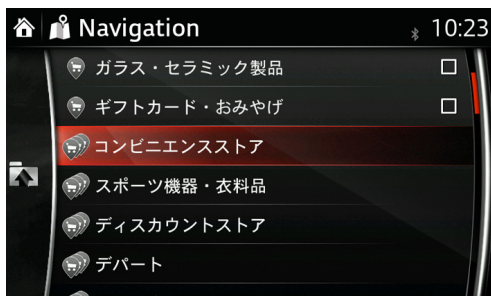 Navigation 10:23
ガラス・セラミック製品
ギフトカード・おみやげ
コンビニエンスストア
スポーツ機器・衣料品
ディスカウントストア
デパート